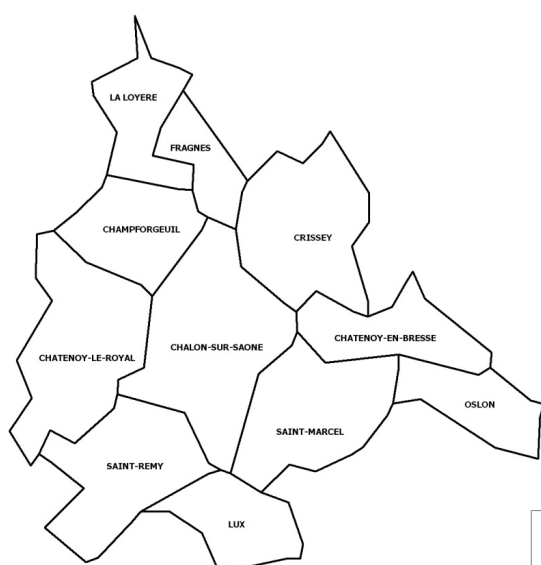 LA LOYERE
FRAGNES
CHAMPFORGEUIL
CRISSEY
CHATENOY-LE-ROYAL
CHALON-SUR-SAONE
CHATENOY-EN-BRESSE
OSLON
SAINT-MARCEL
SAINT-REMY
LUX